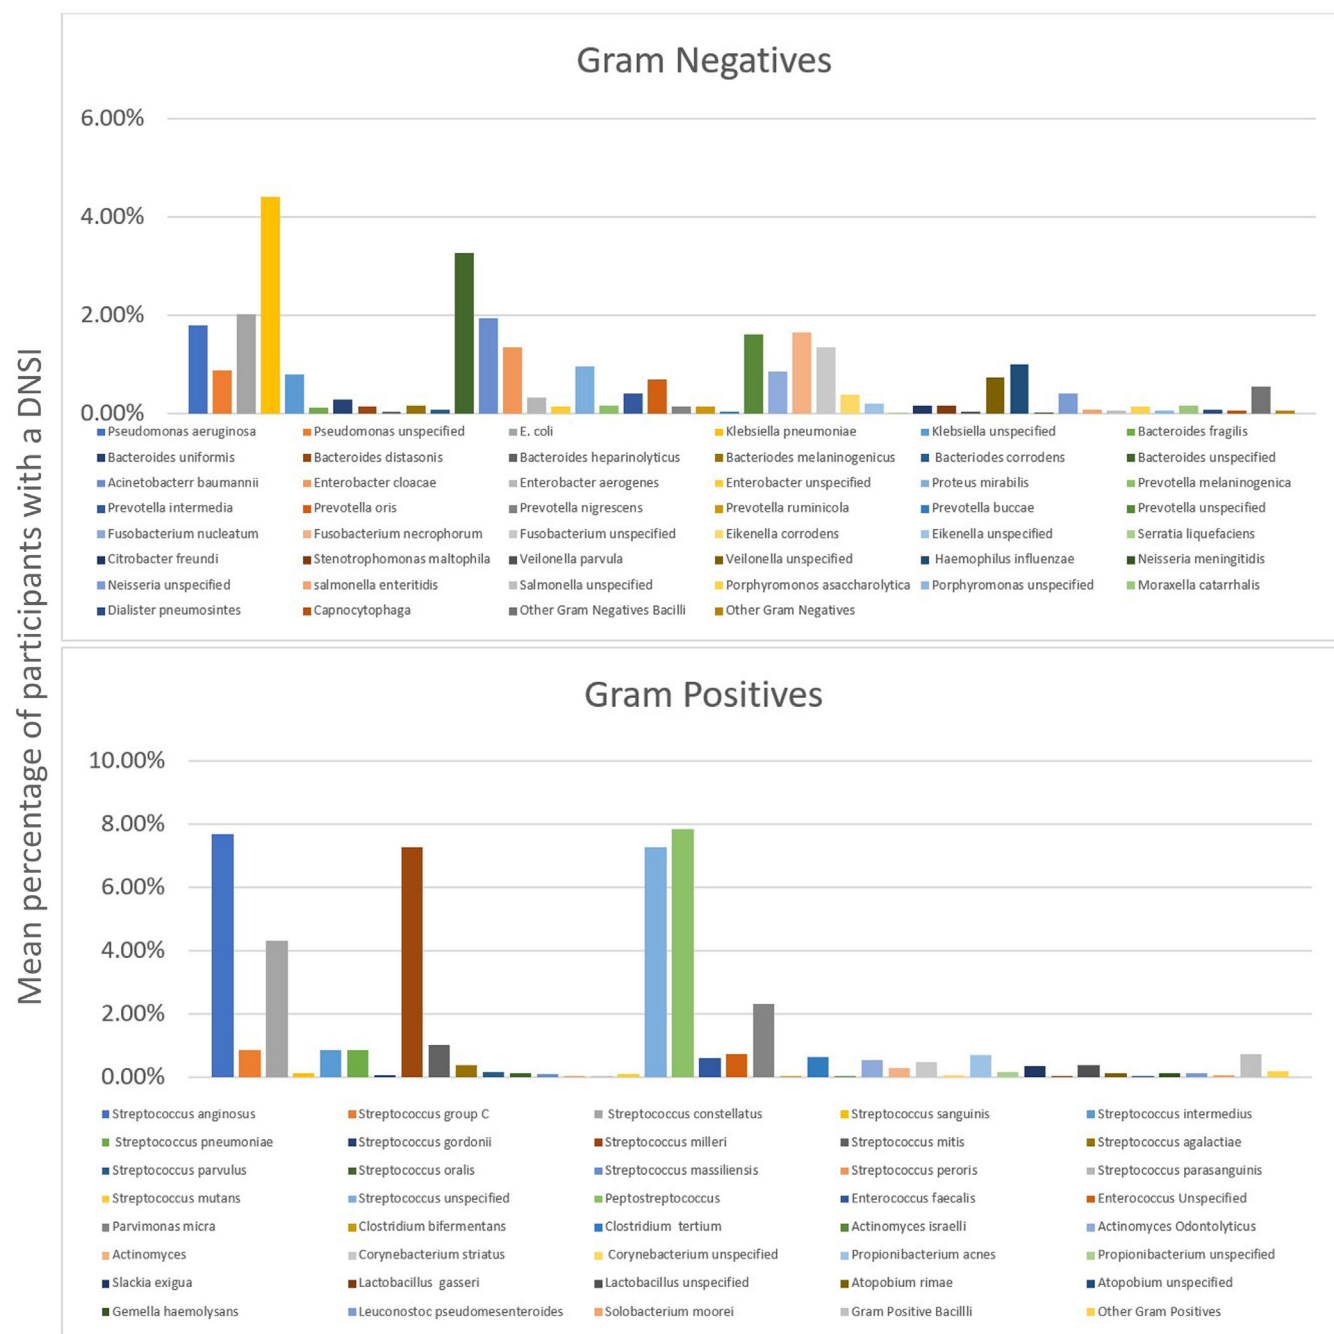 Mean percentage of participants with a DNSI
Gram Negatives
6.00%
4.00%
2.00%
0.00%
Pseudomonas aeruginosa Pseudomonas unspecified E. coli Klebsiella pneumoniae Klebsiella unspecified Bacteroides fragilis
Bacteroides uniformis Bacteroides distasonis Bacteroides heparinolyticus Bacteriodes melaninogenicus Bacteriodes corrodens Bacteroides unspecified
Acinetobacterr baumannii Enterobacter cloacae Enterobacter aerogenes Enterobacter unspecified Proteus mirabilis Prevotella melaninogenica
Prevotella intermedia Prevotella oris Prevotella nigrescens Prevotella ruminicola Prevotella buccae Prevotella unspecified
Fusobacterium nucleatum Fusobacterium necrophorum Fusobacterium unspecified Eikenella corrodens Eikenella unspecified Serratia liquefaciens
Citrobacter freundi Stenotrophomonas maltophila Veilonella parvula Veilonella unspecified Haemophilus influenzae Neisseria meningitidis
Neisseria unspecified salmonella enteritidis Salmonella unspecified Porphyromonos asaccharolytica Porphyromonas unspecified Moraxella catarrhalis
Dialister pneumosintes Capnocytophaga Other Gram Negatives Bacilli Other Gram Negatives
Gram Positives
10.00%
8.00%
6.00%
4.00%
2.00%
0.00%
Streptococcus anginosus Streptococcus group C Streptococcus constellatus Streptococcus sanguinis Streptococcus intermedius
Streptococcus pneumoniae Streptococcus gordonii Streptococcus milleri Streptococcus mitis Streptococcus agalactiae
Streptococcus parvulus Streptococcus oralis Streptococcus massiliensis Streptococcus peroris Streptococcus parasanguinis
Streptococcus mutans Streptococcus unspecified Peptostreptococcus Enterococcus faecalis Enterococcus Unspecified
Parvimonas micra Clostridium bifermentans Clostridium tertium Actinomyces israelli Actinomyces Odontolyticus
Actinomyces Corynebacterium striatus Corynebacterium unspecified Propionibacterium acnes Propionibacterium unspecified
Slackia exigua Lactobacillus gasseri Lactobacillus unspecified Atopobium rimae Atopobium unspecified
Gemella haemolysans Leuconostoc pseudomesenteroides Solobacterium moorei Gram Positive Bacillli Other Gram Positives